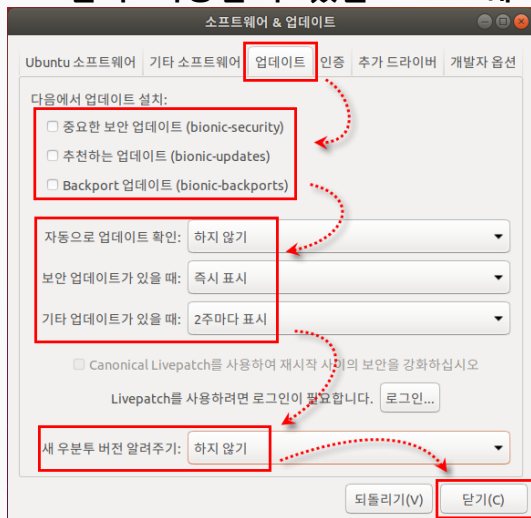 소프트웨어 & 업데이트
Ubuntu 소프트웨어 기타 소프트웨어 업데이트 인증 추가 드라이버 개발자 옵션
다음에서 업데이트 설치:
중요한 보안 업데이트 (bionic-security)
추천하는 업데이트 (bionic-updates)
Backport 업데이트 (bionic-backports)
자동으로 업데이트 확인: 하지 않기
보안 업데이트가 있을 때: 즉시 표시
기타 업데이트가 있을 때: 2주마다 표시
Canonical Livepatch를 사용하여 재시작 사이의 보안을 강화하십시오
Livepatch를 사용하려면 로그인이 필요합니다. 로그인...
새 우분투 버전 알려주기: 하지 않기
되돌리기(V) 닫기(C)